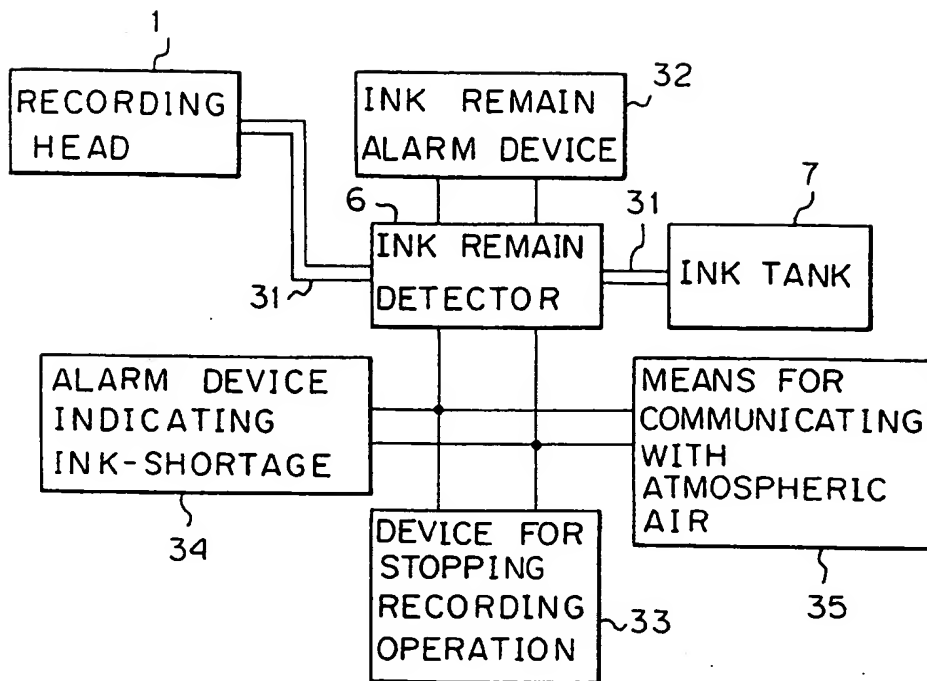 1
RECORDING
HEAD
INK REMAIN
ALARM DEVICE
32
6
INK REMAIN
DETECTOR
31
31
7
INK TANK
ALARM DEVICE
INDICATING
INK-SHORTAGE
34
MEANS FOR
COMMUNICATING
WITH
ATMOSPHERIC
AIR
35
DEVICE FOR
STOPPING
RECORDING
OPERATION
33